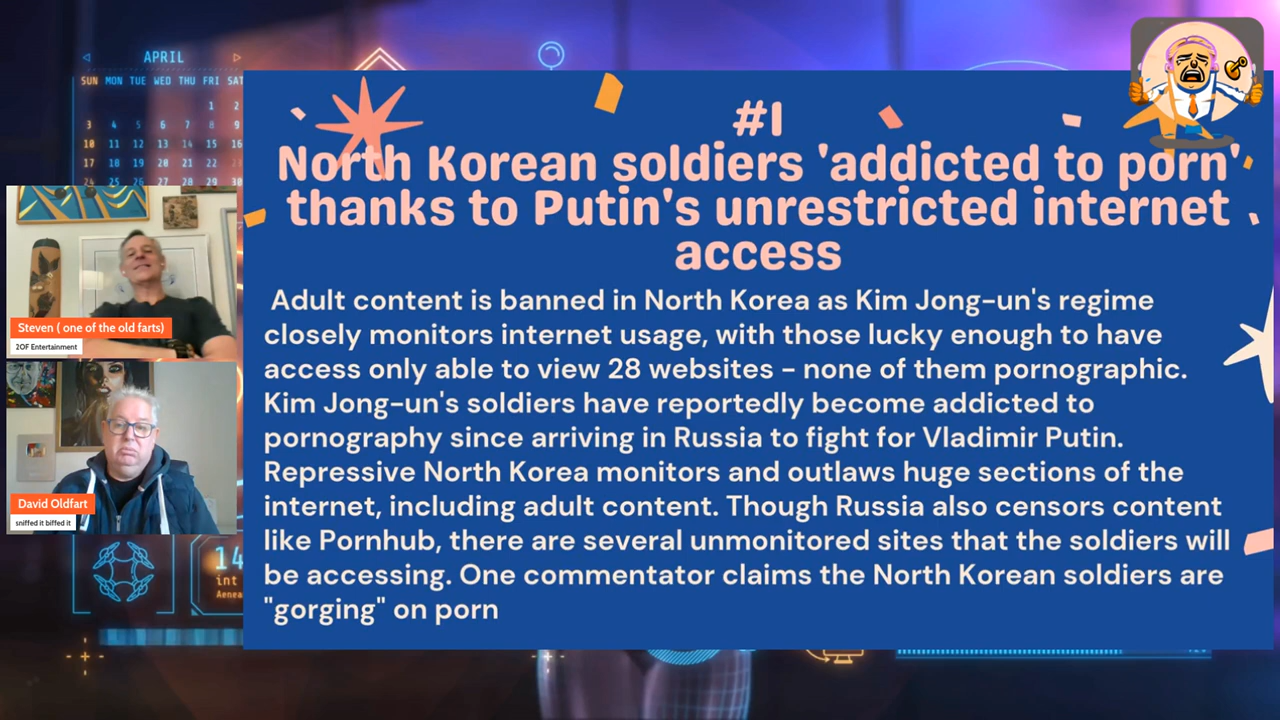 APRIL
SUN MON TUE WED THU FRI SAT
1 2
3 4 5 6 7 8 9
10 11 12 13 14 15 16
17 18 19 20 21 22 23
24 25 26 27 28 29 30
#1
North Korean soldiers 'addicted to porn'
thanks to Putin's unrestricted internet
access
Adult content is banned in North Korea as Kim Jong-un's regime
closely monitors internet usage, with those lucky enough to have
access only able to view 28 websites - none of them pornographic.
Kim Jong-un's soldiers have reportedly become addicted to
pornography since arriving in Russia to fight for Vladimir Putin.
Repressive North Korea monitors and outlaws huge sections of the
internet, including adult content. Though Russia also censors content
like Pornhub, there are several unmonitored sites that the soldiers will
be accessing. One commentator claims the North Korean soldiers are
"gorging" on porn
Steven ( one of the old farts)
2OF Entertainment
David Oldfart
sniffed it biffed it
14
int
Aenea